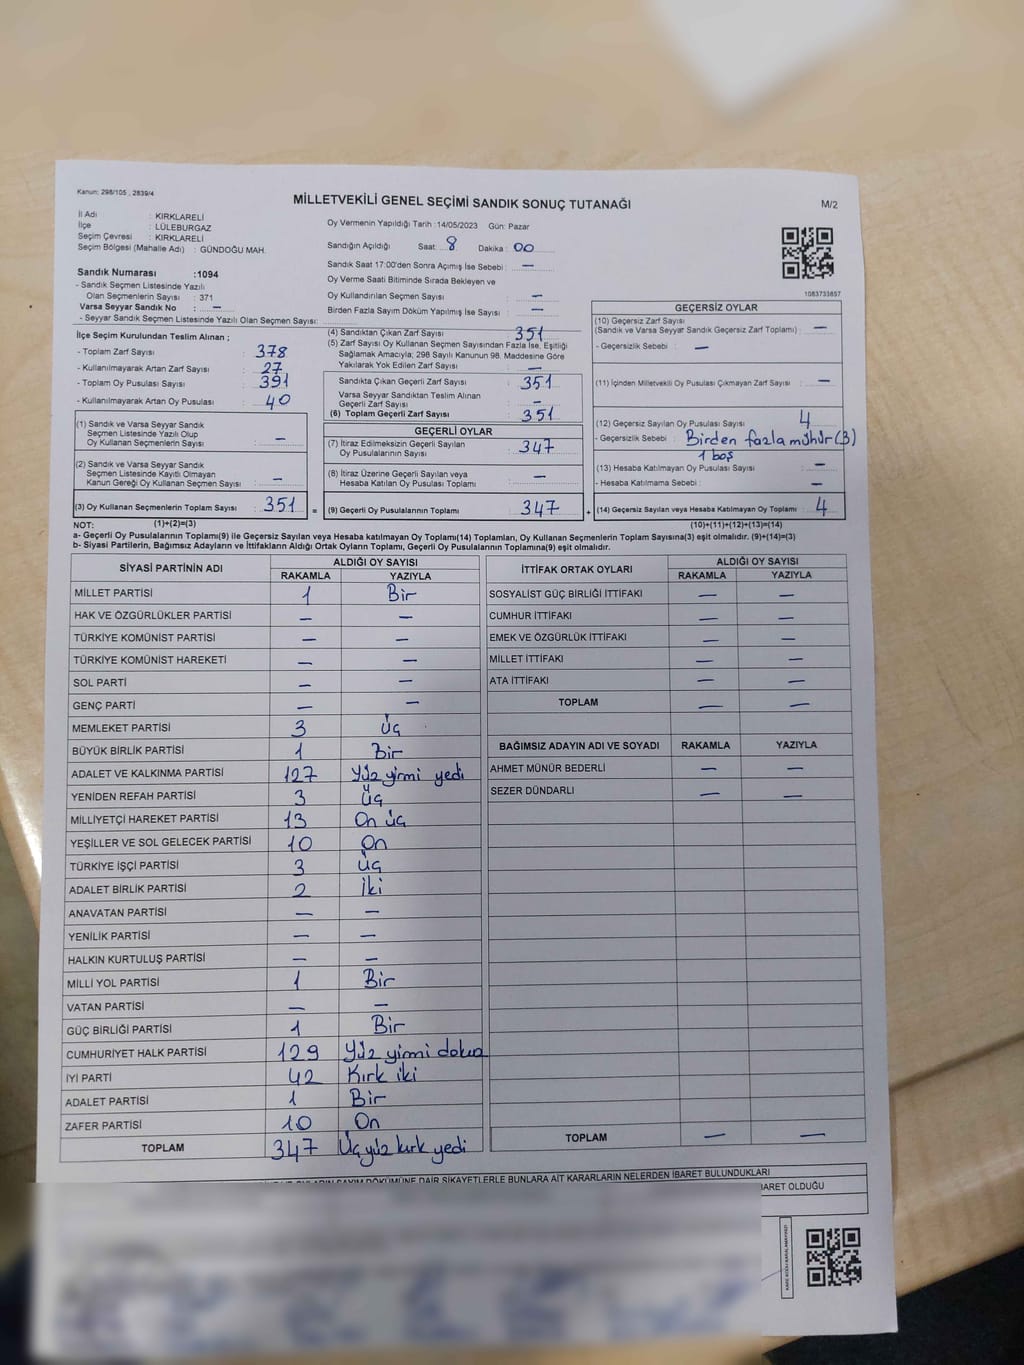 Kanun: 298/105 , 2839/4
MİLLETVEKİLİ GENEL SEÇİMİ SANDIK SONUÇ TUTANAĞI
M/2
İl Adı : KIRKLARELİ
İlçe : LÜLEBURGAZ
Seçim Çevresi : KIRKLARELİ
Seçim Bölgesi (Mahalle Adı) : GÜNDOĞU MAH.
Sandık Numarası :1094
- Sandık Seçmen Listesinde Yazılı
Olan Seçmenlerin Sayısı : 371
Varsa Seyyar Sandık No : —
- Seyyar Sandık Seçmen Listesinde Yazılı Olan Seçmen Sayısı:
Oy Vermenin Yapıldığı Tarih :14/05/2023 Gün: Pazar
Sandığın Açıldığı Saat : 8 Dakika : 00
Sandık Saat 17:00'den Sonra Açımış İse Sebebi : —
Oy Verme Saati Bitiminde Sırada Bekleyen ve
Oy Kullandırılan Seçmen Sayısı : —
Birden Fazla Sayım Döküm Yapılmış İse Sayısı : —
1083733857
İlçe Seçim Kurulundan Teslim Alınan ;
- Toplam Zarf Sayısı : 378
- Kullanılmayarak Artan Zarf Sayısı : 27
- Toplam Oy Pusulası Sayısı : 391
- Kullanılmayarak Artan Oy Pusulası : 40
(1) Sandık ve Varsa Seyyar Sandık
Seçmen Listesinde Yazılı Olup
Oy Kullanan Seçmenlerin Sayısı : —
(2) Sandık ve Varsa Seyyar Sandık
Seçmen Listesinde Kayıtlı Olmayan
Kanun Gereği Oy Kullanan Seçmen Sayısı : —
(3) Oy Kullanan Seçmenlerin Toplam Sayısı : 351 =
(4) Sandıktan Çıkan Zarf Sayısı : 351
(5) Zarf Sayısı Oy Kullanan Seçmen Sayısından Fazla İse, Eşitliği
Sağlamak Amacıyla; 298 Sayılı Kanunun 98. Maddesine Göre
Yakılarak Yok Edilen Zarf Sayısı : —
Sandıkta Çıkan Geçerli Zarf Sayısı : 351
Varsa Seyyar Sandıktan Teslim Alınan
Geçerli Zarf Sayısı : —
(6) Toplam Geçerli Zarf Sayısı : 351
GEÇERLİ OYLAR
(7) İtiraz Edilmeksizin Geçerli Sayılan
Oy Pusulalarının Sayısı : 347
(8) İtiraz Üzerine Geçerli Sayılan veya
Hesaba Katılan Oy Pusulası Toplamı : —
(9) Geçerli Oy Pusulalarının Toplamı : 347 +
GEÇERSİZ OYLAR
(10) Geçersiz Zarf Sayısı
(Sandık ve Varsa Seyyar Sandık Geçersiz Zarf Toplamı) : —
- Geçersizlik Sebebi : —
(11) İçinden Milletvekili Oy Pusulası Çıkmayan Zarf Sayısı : —
(12) Geçersiz Sayılan Oy Pusulası Sayısı : 4
- Geçersizlik Sebebi : Birden fazla mühür (3)
1 boş
(13) Hesaba Katılmayan Oy Pusulası Sayısı : —
- Hesaba Katılmama Sebebi : —
(14) Geçersiz Sayılan veya Hesaba Katılmayan Oy Toplamı : 4
NOT: (1)+(2)=(3) (10)+(11)+(12)+(13)=(14)
a- Geçerli Oy Pusulalarının Toplamı(9) ile Geçersiz Sayılan veya Hesaba katılmayan Oy Toplamı(14) Toplamları, Oy Kullanan Seçmenlerin Toplam Sayısına(3) eşit olmalıdır. (9)+(14)=(3)
b- Siyasi Partilerin, Bağımsız Adayların ve İttifakların Aldığı Ortak Oyların Toplamı, Geçerli Oy Pusulalarının Toplamına(9) eşit olmalıdır.
SİYASİ PARTİNİN ADI ALDIĞI OY SAYISI
RAKAMLA YAZIYLA
MİLLET PARTİSİ 1 Bir
HAK VE ÖZGÜRLÜKLER PARTİSİ — —
TÜRKİYE KOMÜNİST PARTİSİ — —
TÜRKİYE KOMÜNİST HAREKETİ — —
SOL PARTİ — —
GENÇ PARTİ — —
MEMLEKET PARTİSİ 3 Üç
BÜYÜK BİRLİK PARTİSİ 1 Bir
ADALET VE KALKINMA PARTİSİ 127 Yüz yirmi yedi
YENİDEN REFAH PARTİSİ 3 Üç
MİLLİYETÇİ HAREKET PARTİSİ 13 On üç
YEŞİLLER VE SOL GELECEK PARTİSİ 10 On
TÜRKİYE İŞÇİ PARTİSİ 3 Üç
ADALET BİRLİK PARTİSİ 2 İki
ANAVATAN PARTİSİ — —
YENİLİK PARTİSİ — —
HALKIN KURTULUŞ PARTİSİ — —
MİLLİ YOL PARTİSİ 1 Bir
VATAN PARTİSİ — —
GÜÇ BİRLİĞİ PARTİSİ 1 Bir
CUMHURİYET HALK PARTİSİ 129 Yüz yirmi dokuz
İYİ PARTİ 42 Kırk iki
ADALET PARTİSİ 1 Bir
ZAFER PARTİSİ 10 On
TOPLAM 347 Üçyüz kırk yedi
İTTİFAK ORTAK OYLARI ALDIĞI OY SAYISI
RAKAMLA YAZIYLA
SOSYALİST GÜÇ BİRLİĞİ İTTİFAKI — —
CUMHUR İTTİFAKI — —
EMEK VE ÖZGÜRLÜK İTTİFAKI — —
MİLLET İTTİFAKI — —
ATA İTTİFAKI — —
TOPLAM — —
BAĞIMSIZ ADAYIN ADI VE SOYADI RAKAMLA YAZIYLA
AHMET MÜNÜR BEDERLİ — —
SEZER DÜNDARLI — —
TOPLAM — —
SAYIM DÖKÜMÜNE DAİR ŞİKAYETLERLE BUNLARA AİT KARARLARIN NELERDEN İBARET BULUNDUKLARI
İBARET OLDUĞU